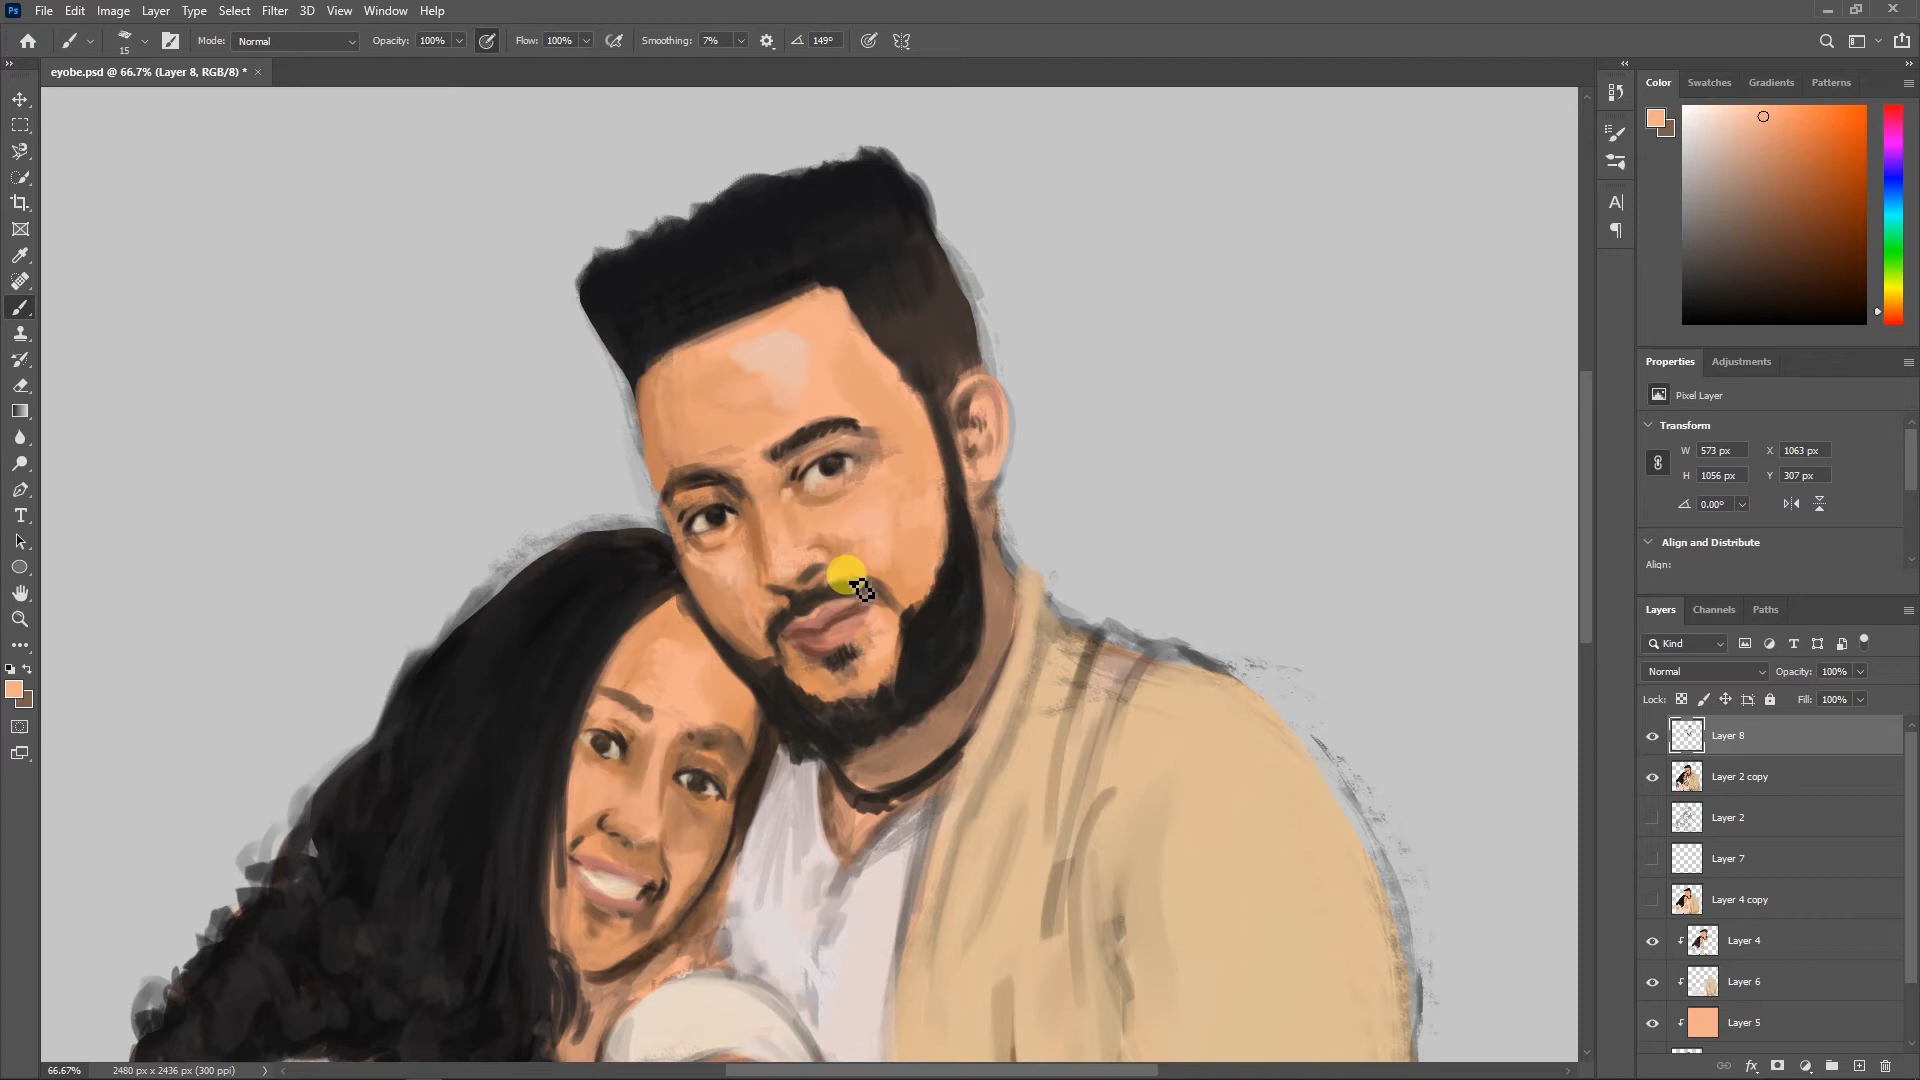 Ps File Edit Image Layer Type Select Filter 3D View Window Help
15 Mode: Normal Opacity: 100% Flow: 100% Smoothing: 7% 149°
eyobe.psd @ 66.7% (Layer 8, RGB/8) *
Color Swatches Gradients Patterns
Properties Adjustments
Pixel Layer
Transform
W 573 px X 1063 px
H 1056 px Y 307 px
0.00°
Align and Distribute
Align:
Layers Channels Paths
Kind
Normal Opacity: 100%
Lock: Fill: 100%
Layer 8
Layer 2 copy
Layer 2
Layer 7
Layer 4 copy
Layer 4
Layer 6
Layer 5
66.67% 2480 px x 2436 px (300 ppi)